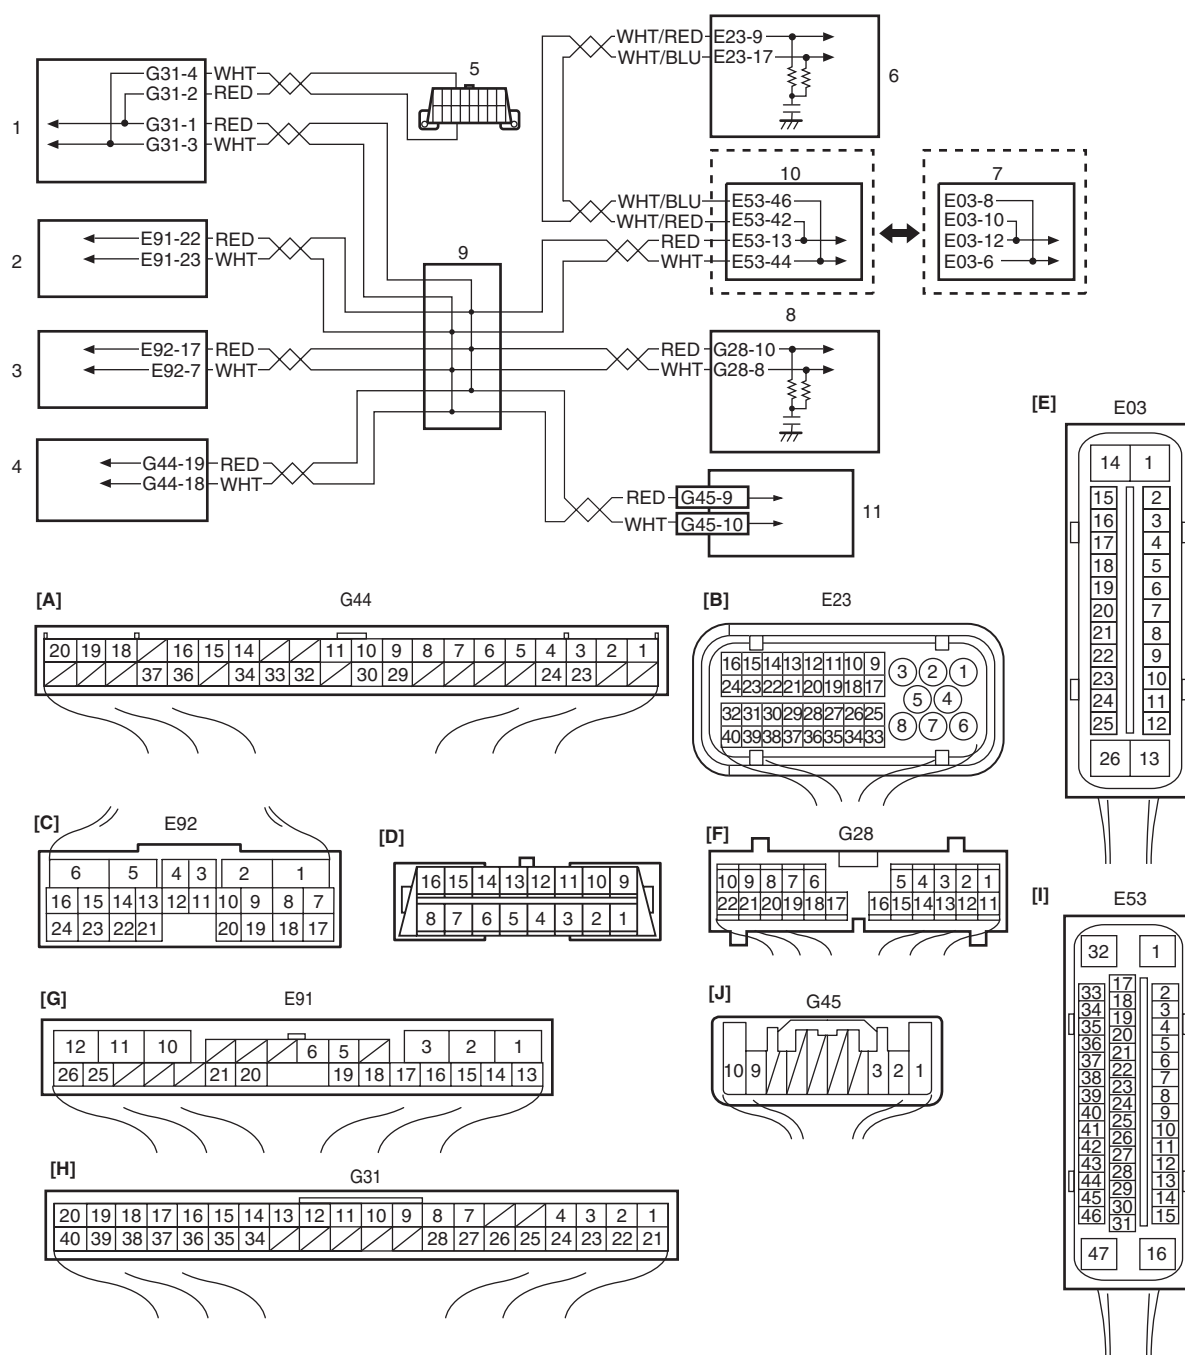 1
G31-4 WHT
G31-2 RED
G31-1 RED
G31-3 WHT
5
WHT/RED E23-9
WHT/BLU E23-17
6
2
E91-22 RED
E91-23 WHT
9
10
WHT/BLU E53-46
WHT/RED E53-42
RED E53-13
WHT E53-44
7
E03-8
E03-10
E03-12
E03-6
3
E92-17 RED
E92-7 WHT
8
RED G28-10
WHT G28-8
4
G44-19 RED
G44-18 WHT
RED G45-9
WHT G45-10
11
[A] G44
20 19 18 16 15 14 11 10 9 8 7 6 5 4 3 2 1
37 36 34 33 32 30 29 24 23
[B] E23
16 15 14 13 12 11 10 9
24 23 22 21 20 19 18 17
32 31 30 29 28 27 26 25
40 39 38 37 36 35 34 33
3 2 1
5 4
8 7 6
[E] E03
14 1
15 2
16 3
17 4
18 5
19 6
20 7
21 8
22 9
23 10
24 11
25 12
26 13
[C] E92
6 5 4 3 2 1
16 15 14 13 12 11 10 9 8 7
24 23 22 21 20 19 18 17
[D]
16 15 14 13 12 11 10 9
8 7 6 5 4 3 2 1
[F] G28
10 9 8 7 6 5 4 3 2 1
22 21 20 19 18 17 16 15 14 13 12 11
[G] E91
12 11 10 6 5 3 2 1
26 25 21 20 19 18 17 16 15 14 13
[J] G45
10 9 3 2 1
[H] G31
20 19 18 17 16 15 14 13 12 11 10 9 8 7 4 3 2 1
40 39 38 37 36 35 34 28 27 26 25 24 23 22 21
[I] E53
32 1
33 34 35 36 37 38 39 40 41 42 43 44 45 46
17 18 19 20 21 22 23 24 25 26 27 28 29 30 31
2 3 4 5 6 7 8 9 10 11 12 13 14 15
47 16